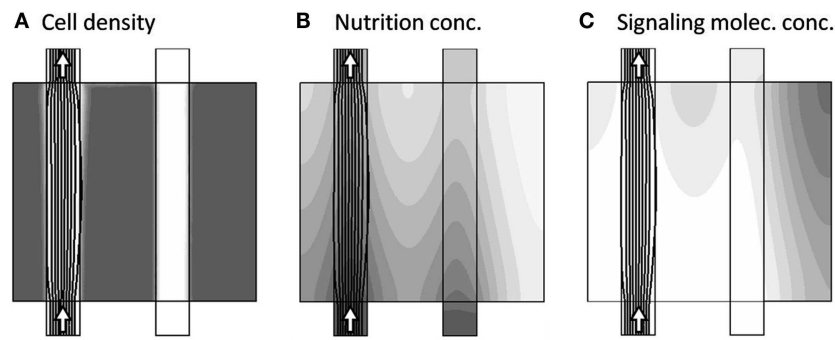 A Cell density
B Nutrition conc.
C Signaling molec. conc.